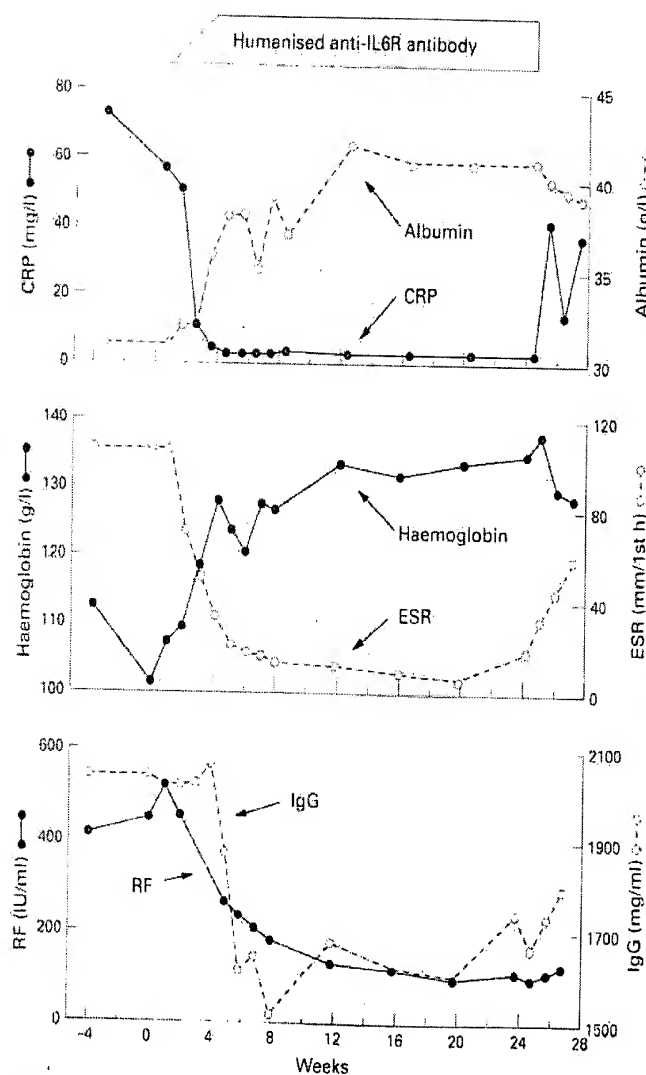 Humanised anti-IL6R antibody
80
60
40
20
0
CRP (mg/l)
45
40
35
30
Albumin (g/l)
Albumin
CRP
140
130
120
110
100
Haemoglobin (g/l)
120
80
40
0
ESR (mm/1st h)
Haemoglobin
ESR
600
400
200
0
RF (IU/ml)
2100
1900
1700
1500
IgG (mg/ml)
IgG
RF
-4 0 4 8 12 16 20 24 28
Weeks